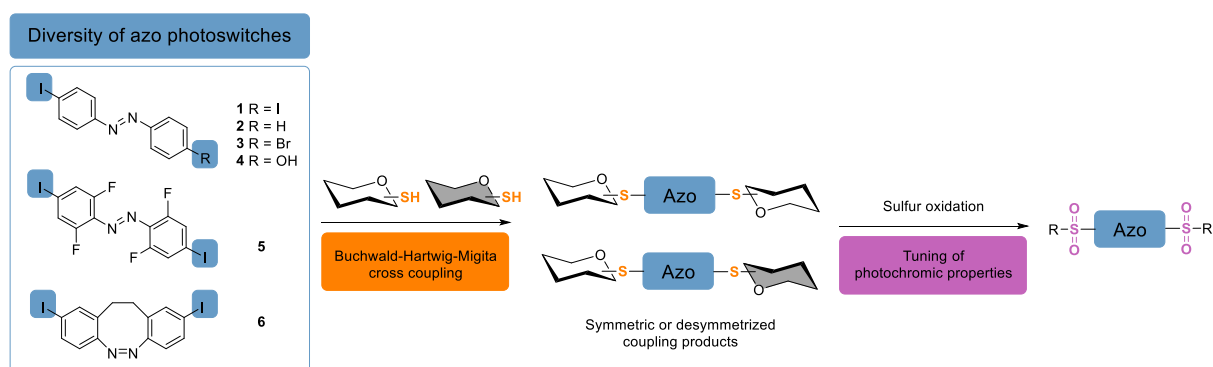 Diversity of azo photoswitches
I
N
N
R
1 R = I
2 R = H
3 R = Br
4 R = OH
I
F
F
N
N
F
F
I
5
I
I
N
N
6
O
SH
O
SH
Buchwald-Hartwig-Migita
cross coupling
O
S
Azo
S
O
O
S
Azo
S
O
Symmetric or desymmetrized
coupling products
Sulfur oxidation
Tuning of
photochromic properties
O
O
R
S
Azo
S
R
O
O